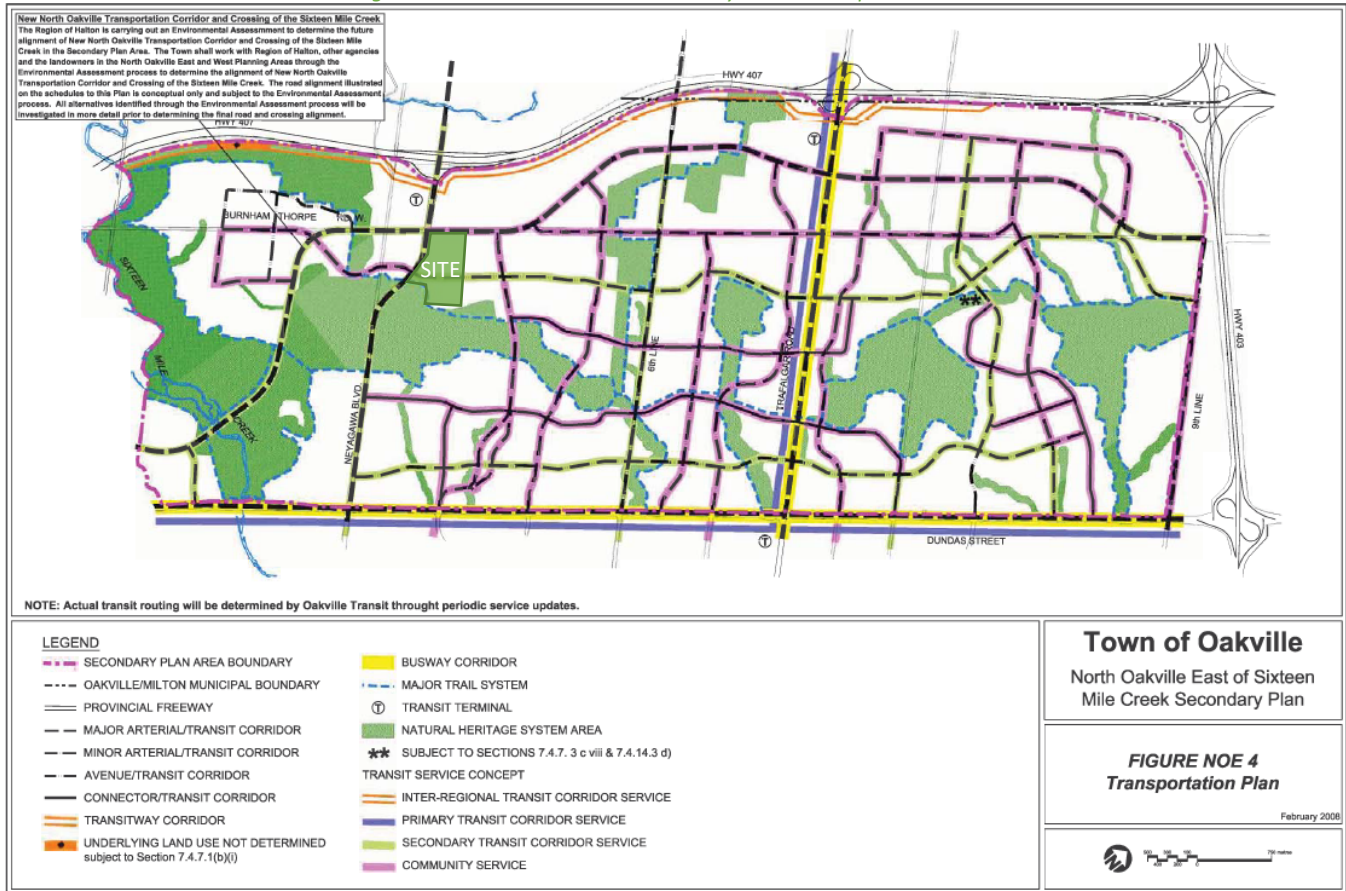 New North Oakville Transportation Corridor and Crossing of the Sixteen Mile Creek
The Region of Halton is carrying out an Environmental Assessmment to determine the future
alignment of New North Oakville Transportation Corridor and Crossing of the Sixteen Mile
Creek in the Secondary Plan Area. The Town shall work with Region of Halton, other agencies
and the landowners in the North Oakville East and West Planning Areas through the
Environmental Assessment process to determine the alignment of New North Oakville
Transportation Corridor and Crossing of the Sixteen Mile Creek. The road alignment illustrated
on the schedules to this Plan is conceptual only and subject to the Environmental Assessment
process. All alternatives identified through the Environmental Assessment process will be
investigated in more detail prior to determining the final road and crossing alignment.
HWY 407
HWY 407
T
T
BURNHAM THORPE RD. W.
SITE
SIXTEEN
MILE
CREEK
NEYAGAWA BLVD.
6th LINE
TRAFALGAR ROAD
**
HWY 403
9th LINE
DUNDAS STREET
T
NOTE: Actual transit routing will be determined by Oakville Transit throught periodic service updates.
LEGEND
SECONDARY PLAN AREA BOUNDARY
OAKVILLE/MILTON MUNICIPAL BOUNDARY
PROVINCIAL FREEWAY
MAJOR ARTERIAL/TRANSIT CORRIDOR
MINOR ARTERIAL/TRANSIT CORRIDOR
AVENUE/TRANSIT CORRIDOR
CONNECTOR/TRANSIT CORRIDOR
TRANSITWAY CORRIDOR
UNDERLYING LAND USE NOT DETERMINED
subject to Section 7.4.7.1(b)(i)
BUSWAY CORRIDOR
MAJOR TRAIL SYSTEM
T TRANSIT TERMINAL
NATURAL HERITAGE SYSTEM AREA
** SUBJECT TO SECTIONS 7.4.7. 3 c viii & 7.4.14.3 d)
TRANSIT SERVICE CONCEPT
INTER-REGIONAL TRANSIT CORRIDOR SERVICE
PRIMARY TRANSIT CORRIDOR SERVICE
SECONDARY TRANSIT CORRIDOR SERVICE
COMMUNITY SERVICE
Town of Oakville
North Oakville East of Sixteen
Mile Creek Secondary Plan
FIGURE NOE 4
Transportation Plan
February 2008